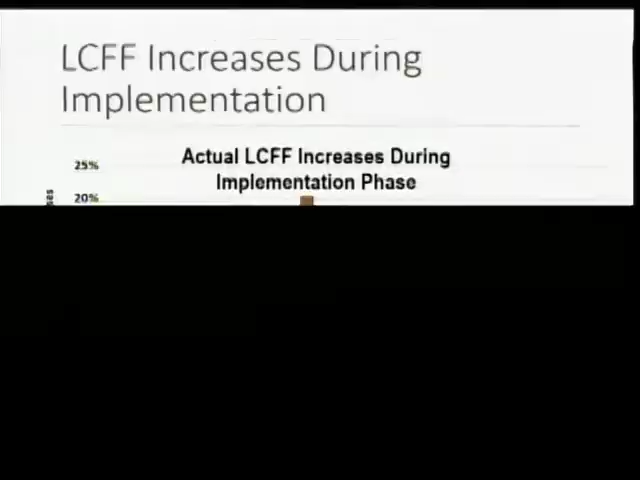 LCFF Increases During
Implementation
Actual LCFF Increases During
Implementation Phase
25%
20%